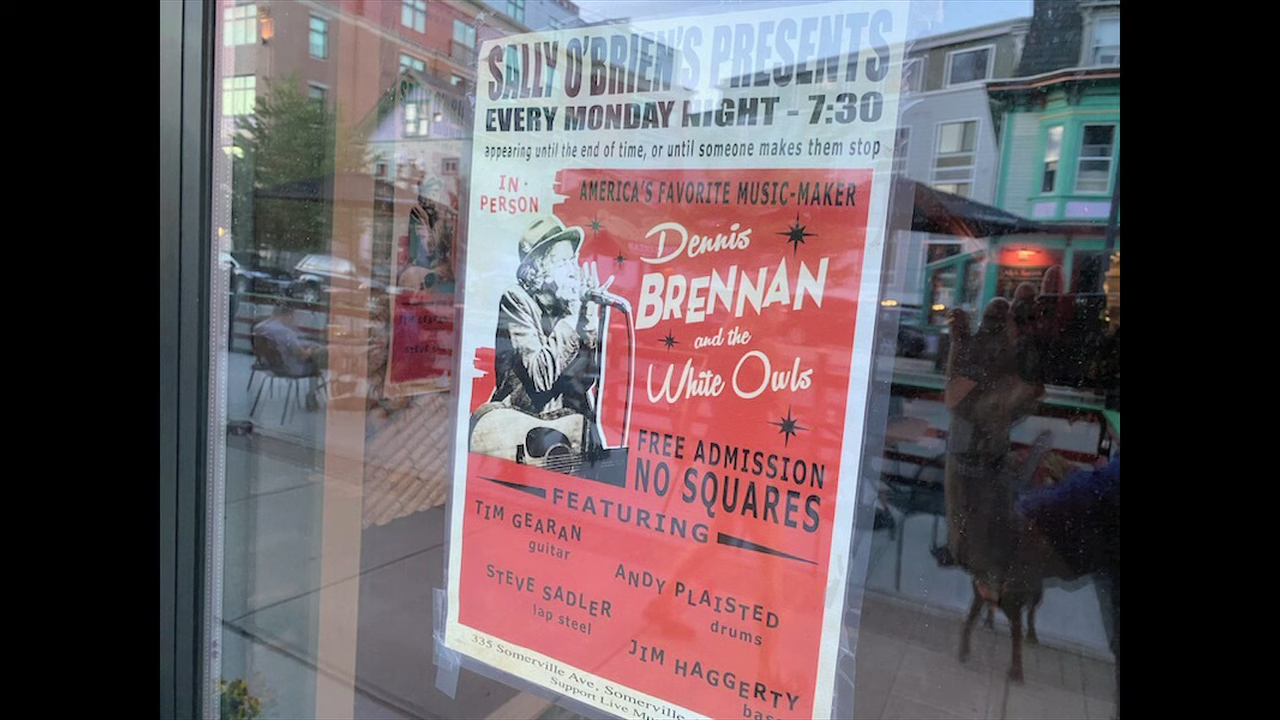 SALLY O'BRIEN'S PRESENTS
EVERY MONDAY NIGHT - 7:30
appearing until the end of time, or until someone makes them stop
IN-
PERSON
AMERICA'S FAVORITE MUSIC-MAKER
Dennis
BRENNAN
and the
White Owls
FREE ADMISSION
NO SQUARES
FEATURING
TIM GEARAN
guitar
ANDY PLAISTED
drums
STEVE SADLER
lap steel
JIM HAGGERTY
335 Somerville Ave, Somerville
Support Live